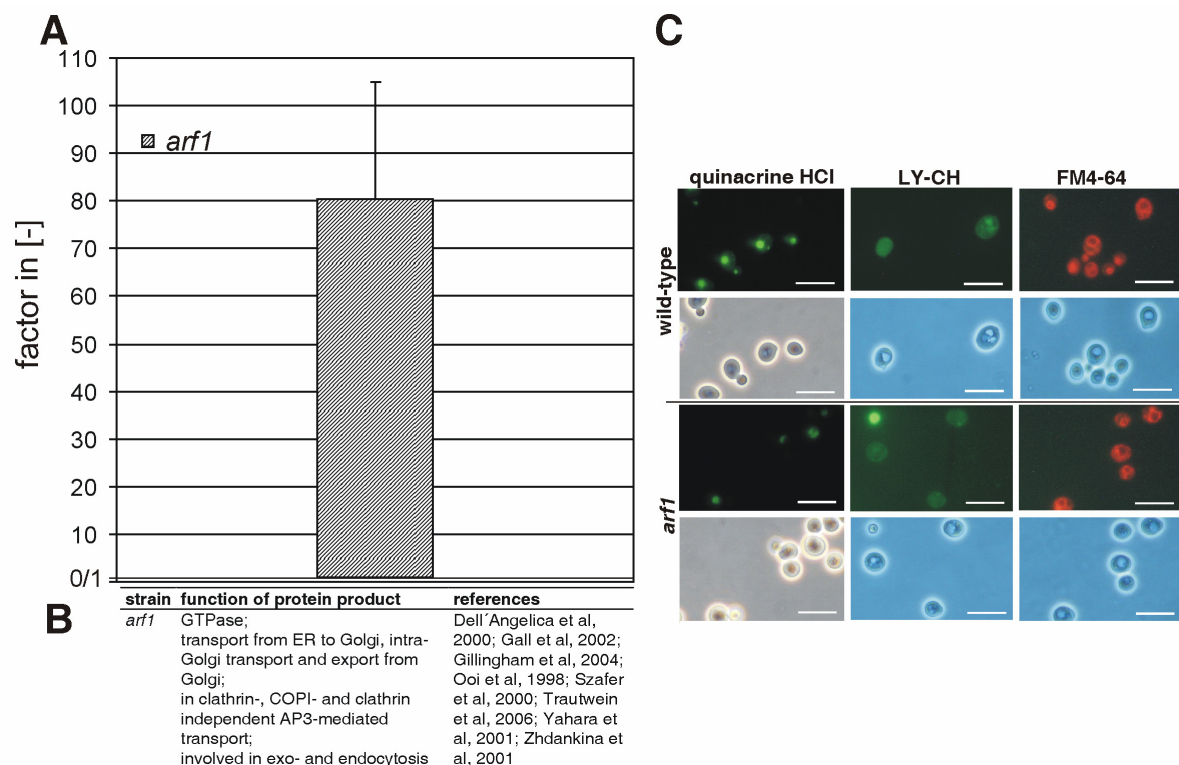 A
110
100
90
80
70
60
50
40
30
20
10
0/1
factor in [-]
arf1
B
strain function of protein product references
arf1 GTPase; Dell´Angelica et al,
transport from ER to Golgi, intra- 2000; Gall et al, 2002;
Golgi transport and export from Gillingham et al, 2004;
Golgi; Ooi et al, 1998; Szafer
in clathrin-, COPI- and clathrin et al, 2000; Trautwein
independent AP3-mediated et al, 2006; Yahara et
transport; al, 2001; Zhdankina et
involved in exo- and endocytosis al, 2001
C
quinacrine HCl LY-CH FM4-64
wild-type
arf1